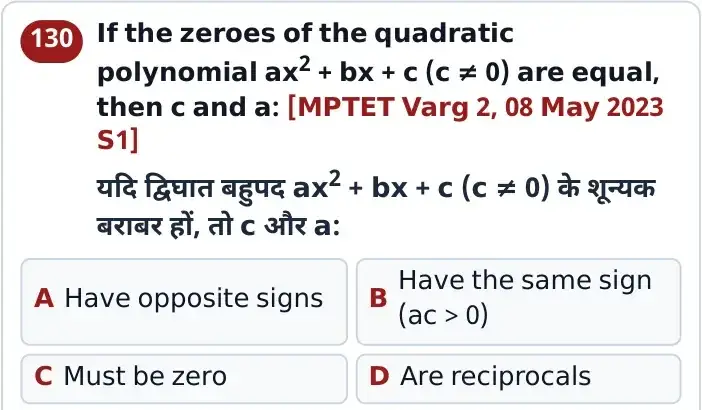 130 If the zeroes of the quadratic
polynomial ax² + bx + c (c ≠ 0) are equal,
then c and a: [MPTET Varg 2, 08 May 2023
S1]
यदि द्विघात बहुपद ax² + bx + c (c ≠ 0) के शून्यक
बराबर हों, तो c और a:
A Have opposite signs
B Have the same sign
(ac > 0)
C Must be zero
D Are reciprocals